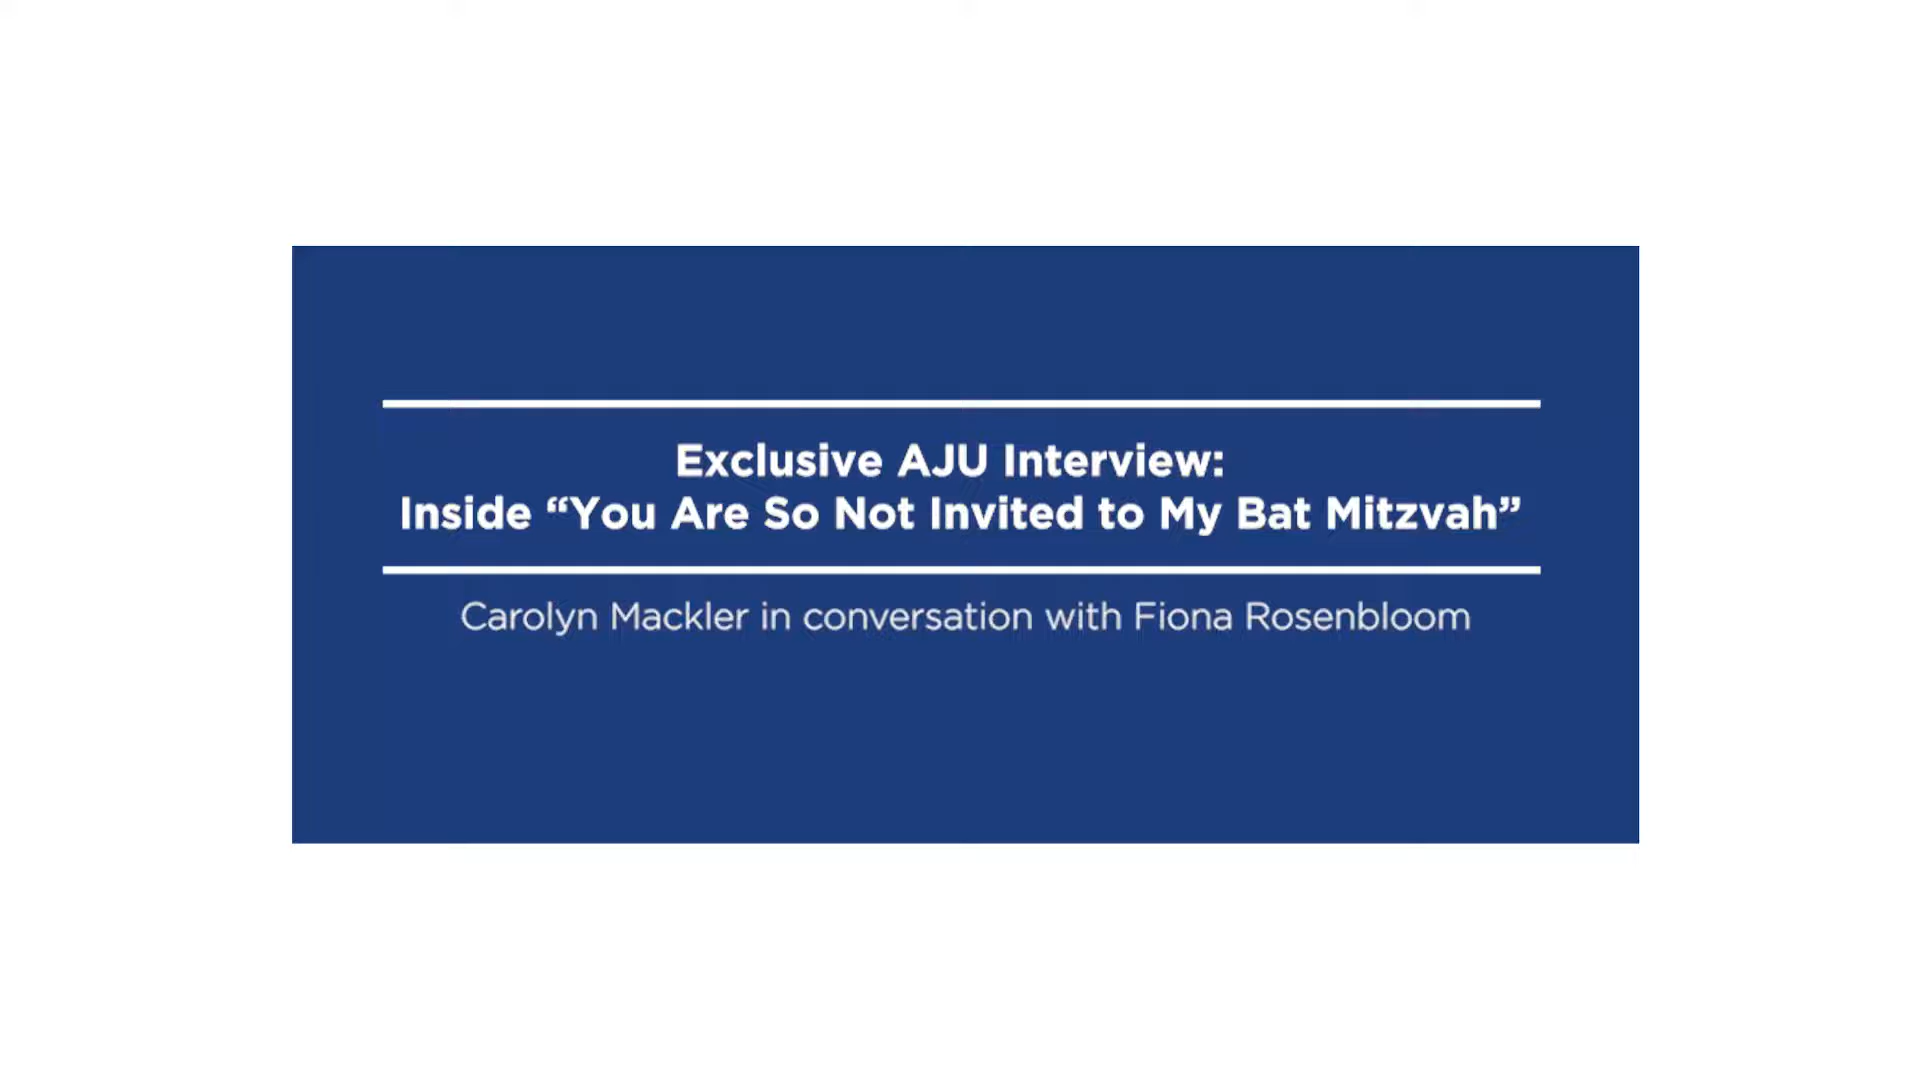 Exclusive AJU Interview:
Inside “You Are So Not Invited to My Bat Mitzvah”
Carolyn Mackler in conversation with Fiona Rosenbloom